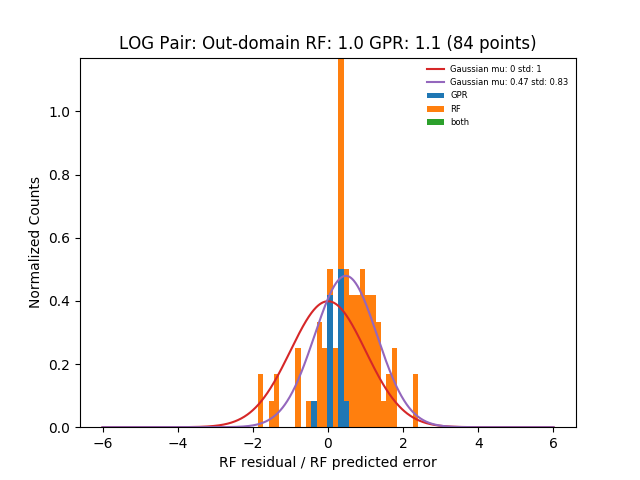 LOG Pair: Out-domain RF: 1.0 GPR: 1.1 (84 points)
Gaussian mu: 0 std: 1
Gaussian mu: 0.47 std: 0.83
GPR
RF
both
Normalized Counts
1.0
0.8
0.6
0.4
0.2
0.0
−6 −4 −2 0 2 4 6
RF residual / RF predicted error